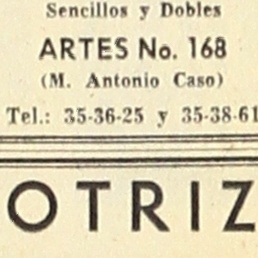 Sencillos y Dobles
ARTES No. 168
(M. Antonio Caso)
Tel.: 35-36-25 y 35-38-61
OTRIZ